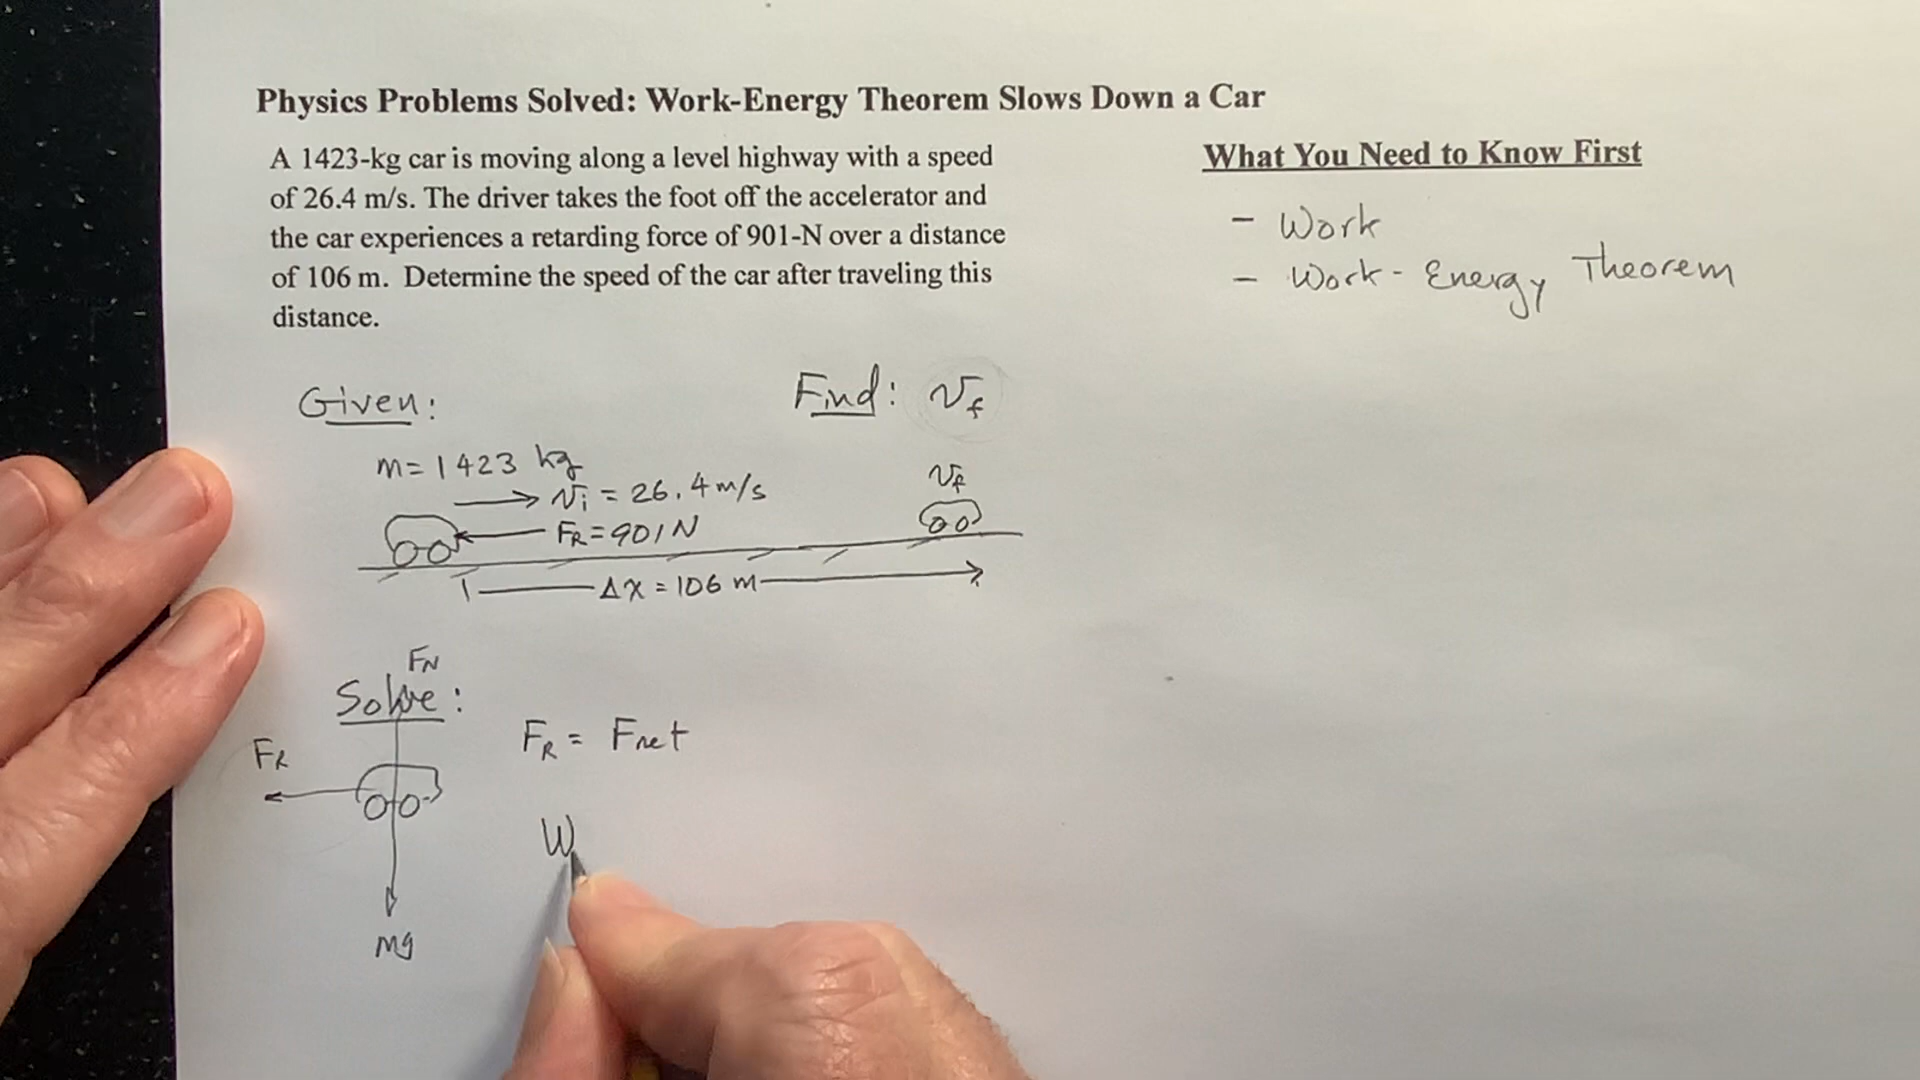 Physics Problems Solved: Work-Energy Theorem Slows Down a Car
A 1423-kg car is moving along a level highway with a speed
of 26.4 m/s. The driver takes the foot off the accelerator and
the car experiences a retarding force of 901-N over a distance
of 106 m. Determine the speed of the car after traveling this
distance.
What You Need to Know First
- Work
- Work-Energy Theorem
Given:
Find: vf
m = 1423 kg
vi = 26.4 m/s
vf
FR = 901 N
Δx = 106 m
FN
Solve:
FR
FR = Fnet
W
mg